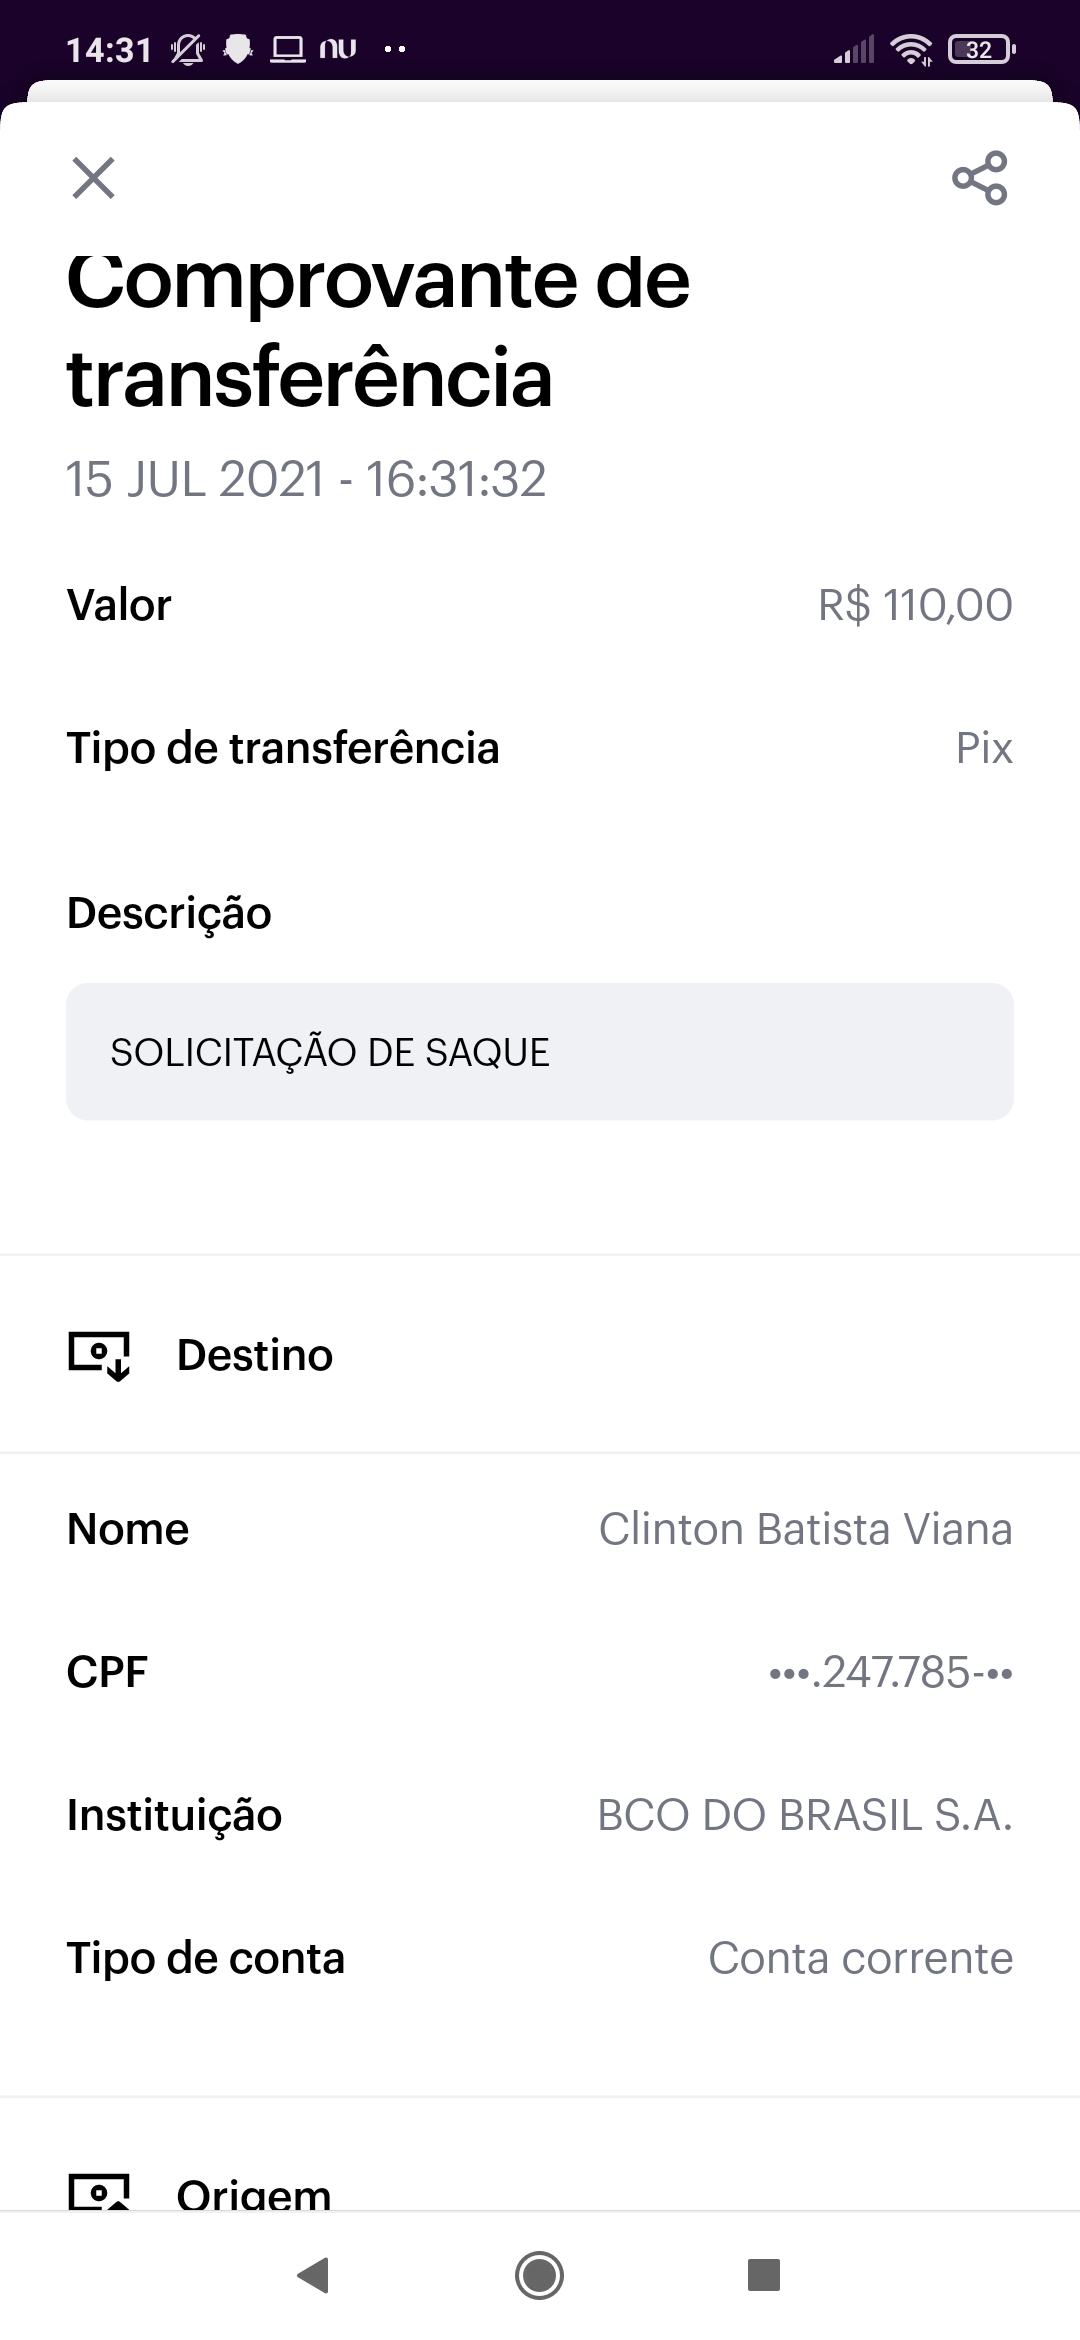 14:31 nu 32
Comprovante de
transferência
15 JUL 2021 - 16:31:32
Valor R$ 110,00
Tipo de transferência Pix
Descrição
SOLICITAÇÃO DE SAQUE
Destino
Nome Clinton Batista Viana
CPF •••.247.785-••
Instituição BCO DO BRASIL S.A.
Tipo de conta Conta corrente
Origem